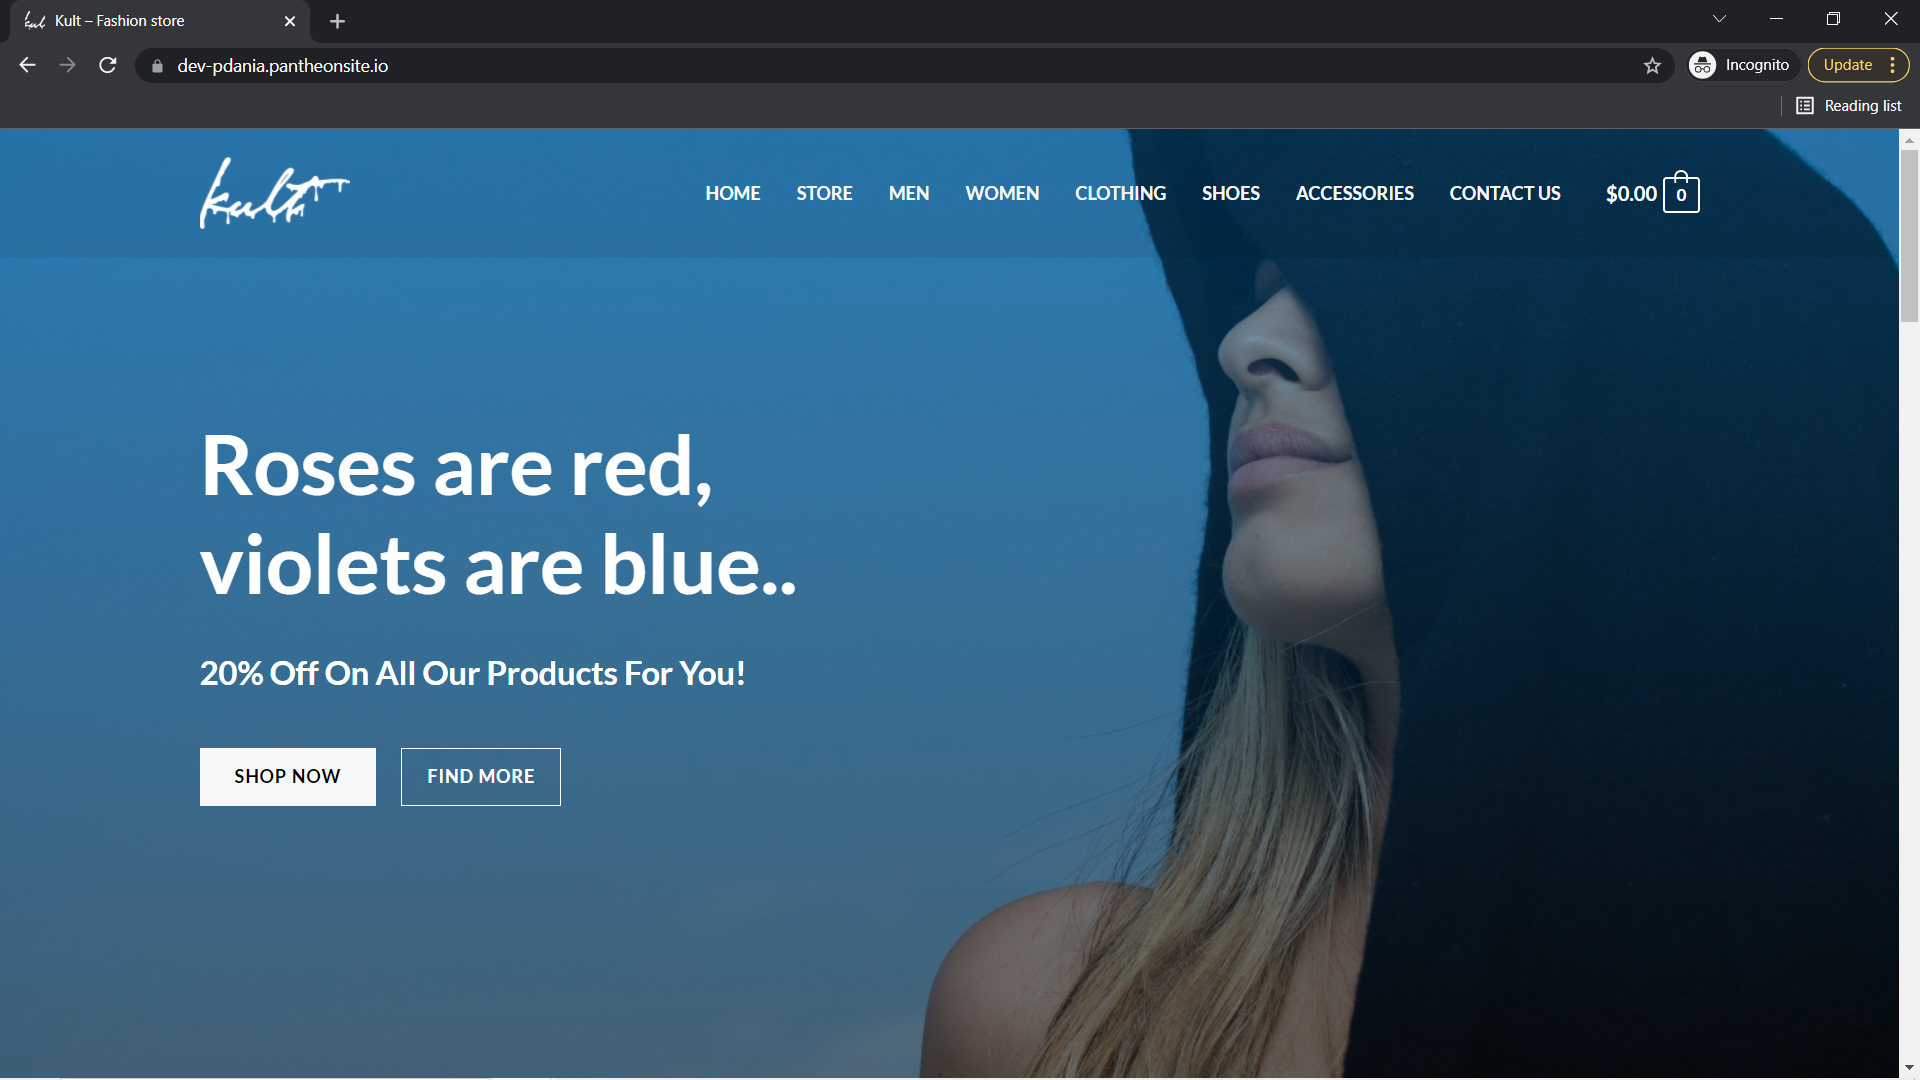 Kult – Fashion store
dev-pdania.pantheonsite.io
Incognito
Update
Reading list
kult
HOME STORE MEN WOMEN CLOTHING SHOES ACCESSORIES CONTACT US $0.00 0
Roses are red,
violets are blue..
20% Off On All Our Products For You!
SHOP NOW FIND MORE